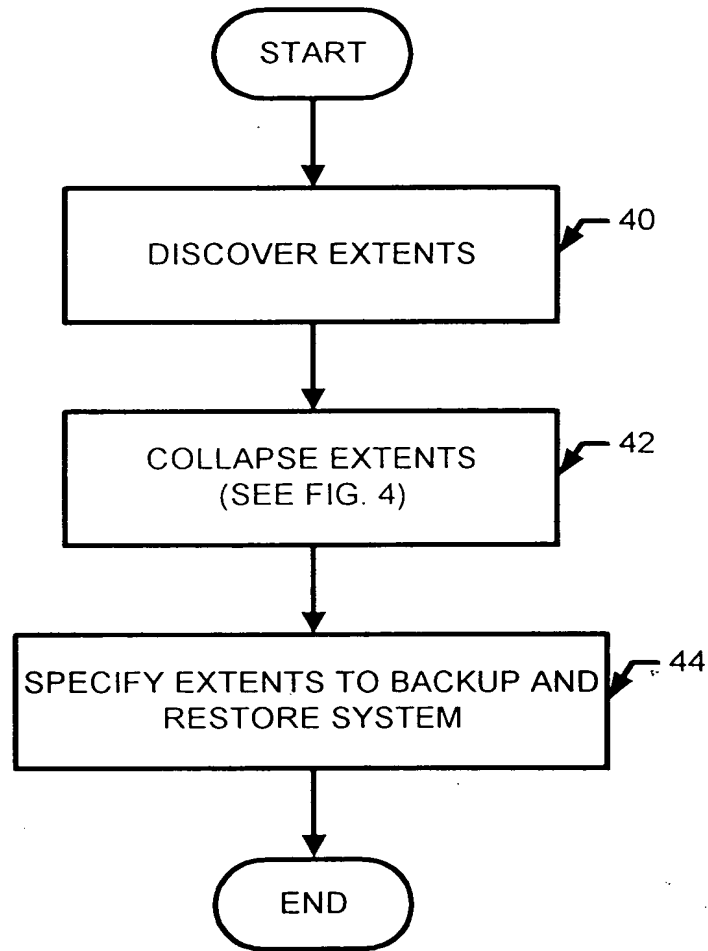 START
DISCOVER EXTENTS
40
COLLAPSE EXTENTS
(SEE FIG. 4)
42
SPECIFY EXTENTS TO BACKUP AND
RESTORE SYSTEM
44
END